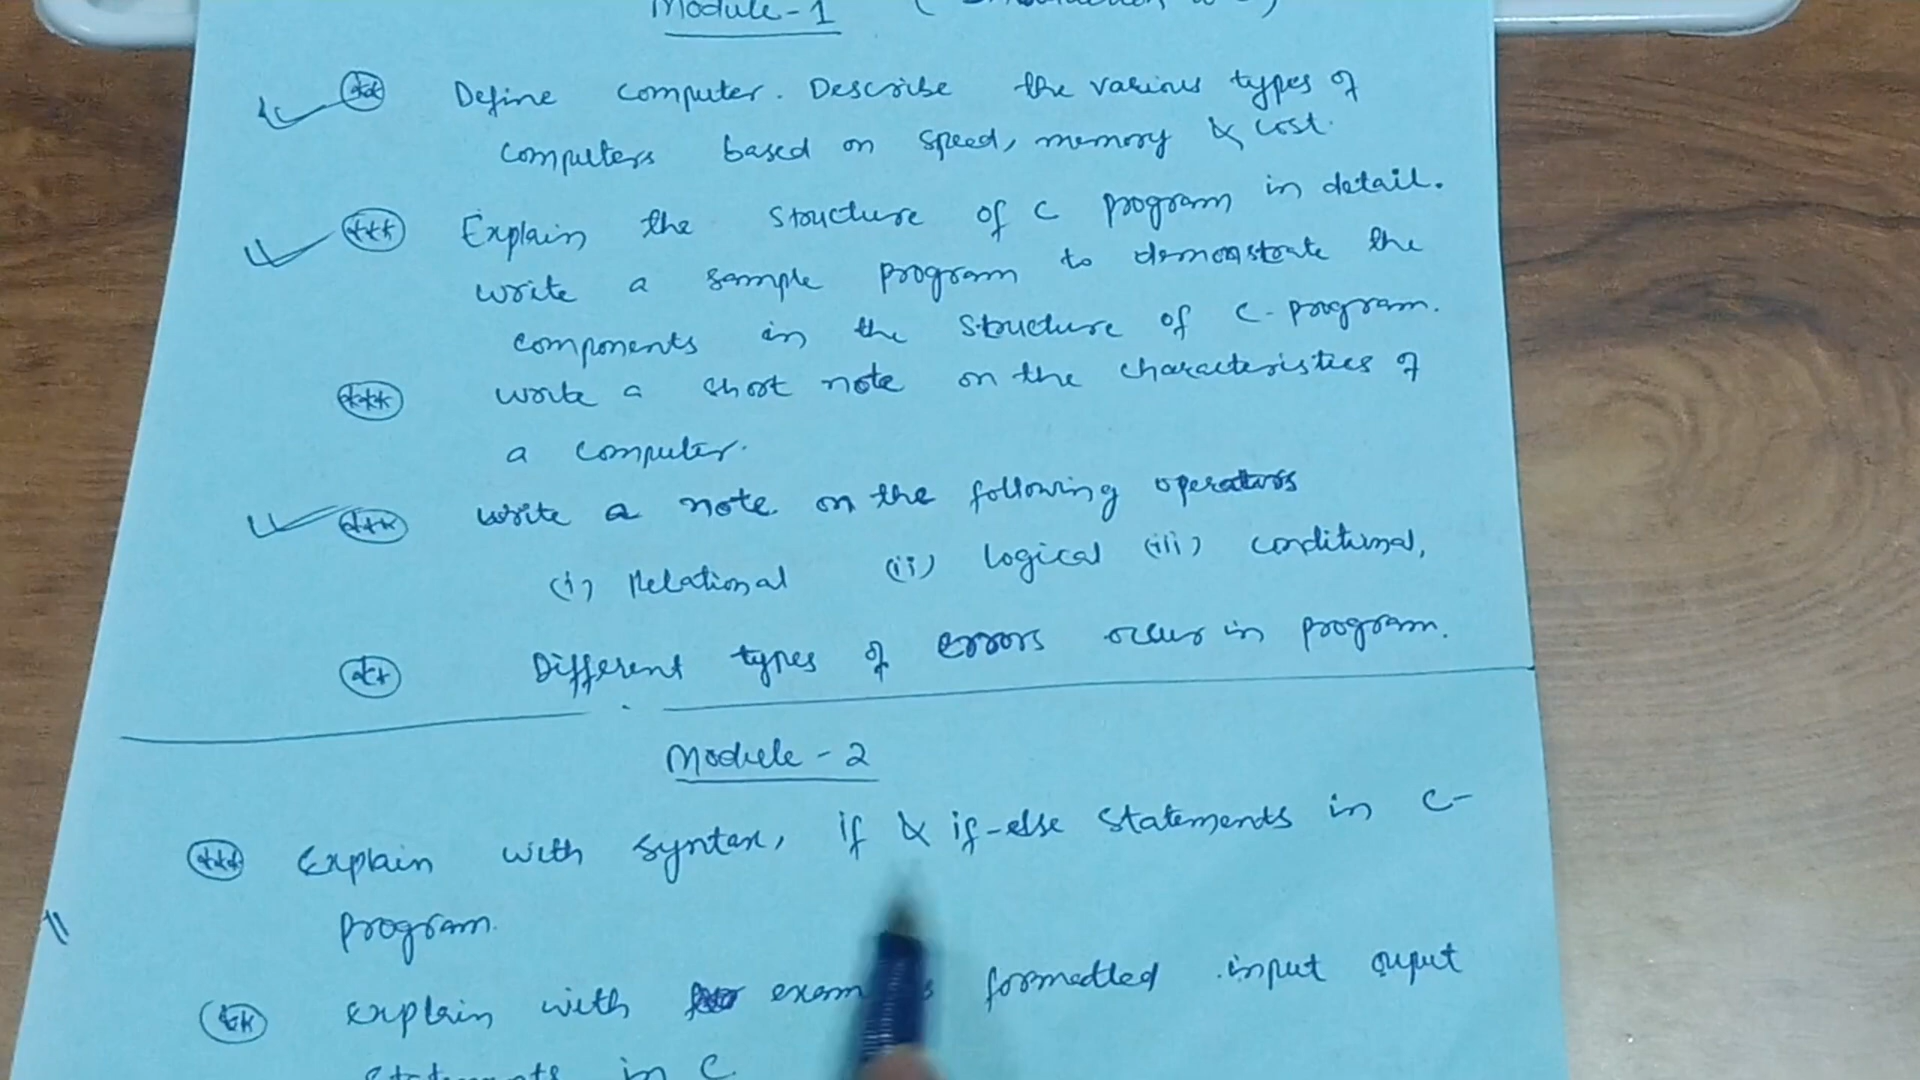 Module-1
** Define computer. Describe the various types of
computers based on speed, memory & cost.
*** Explain the structure of C program in detail.
write a sample program to demonstrate the
components in the structure of C-program.
*** write a short note on the characteristics of
a computer.
*** write a note on the following operators
(i) Relational (ii) Logical (iii) conditional,
** Different types of errors occur in program.
Module-2
*** Explain with syntax, if & if-else statements in C-
program.
** explain with formatted input ouput
in C.